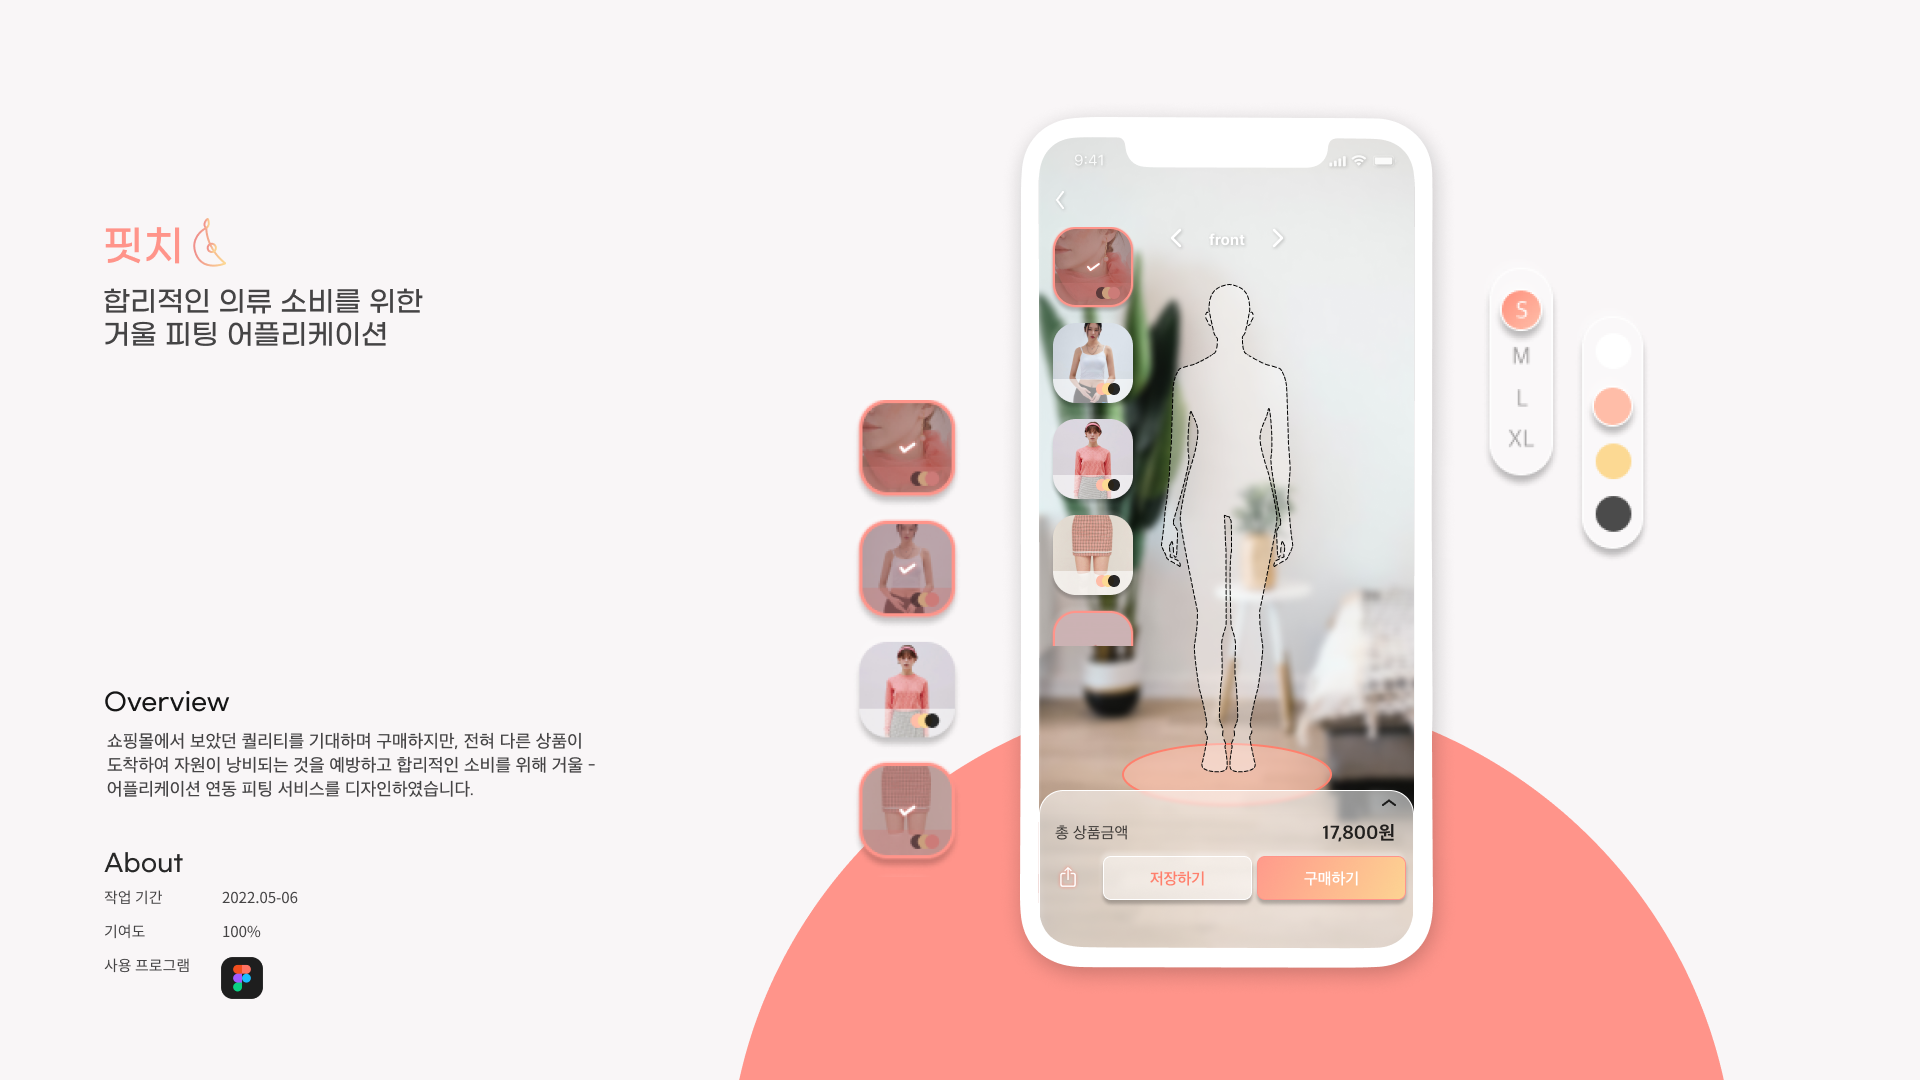 핏치
합리적인 의류 소비를 위한
거울 피팅 어플리케이션
Overview
쇼핑몰에서 보았던 퀄리티를 기대하며 구매하지만, 전혀 다른 상품이
도착하여 자원이 낭비되는 것을 예방하고 합리적인 소비를 위해 거울 -
어플리케이션 연동 피팅 서비스를 디자인하였습니다.
About
작업 기간 2022.05-06
기여도 100%
사용 프로그램
9:41
front
총 상품금액 17,800원
저장하기 구매하기
S
M
L
XL